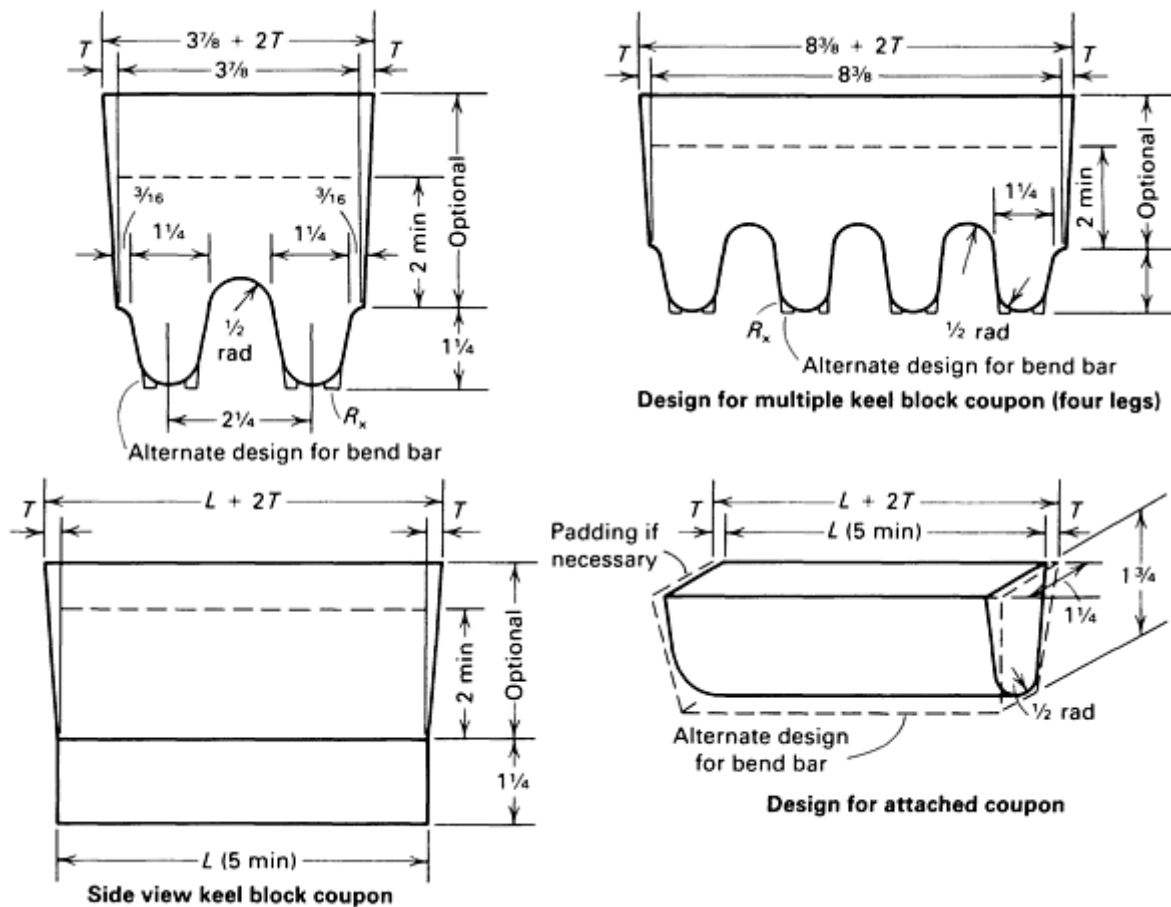 T
3⅞ + 2T
T
3⅞
3/16
3/16
1¼
1¼
2 min
Optional
½
rad
1¼
2¼
Rₓ
Alternate design for bend bar
T
8⅜ + 2T
T
8⅜
Optional
2 min
1¼
Rₓ
½ rad
Alternate design for bend bar
Design for multiple keel block coupon (four legs)
T
L + 2T
T
2 min
Optional
1¼
L (5 min)
Side view keel block coupon
Padding if
necessary
T
L + 2T
T
L (5 min)
1¾
1¼
½ rad
Alternate design
for bend bar
Design for attached coupon